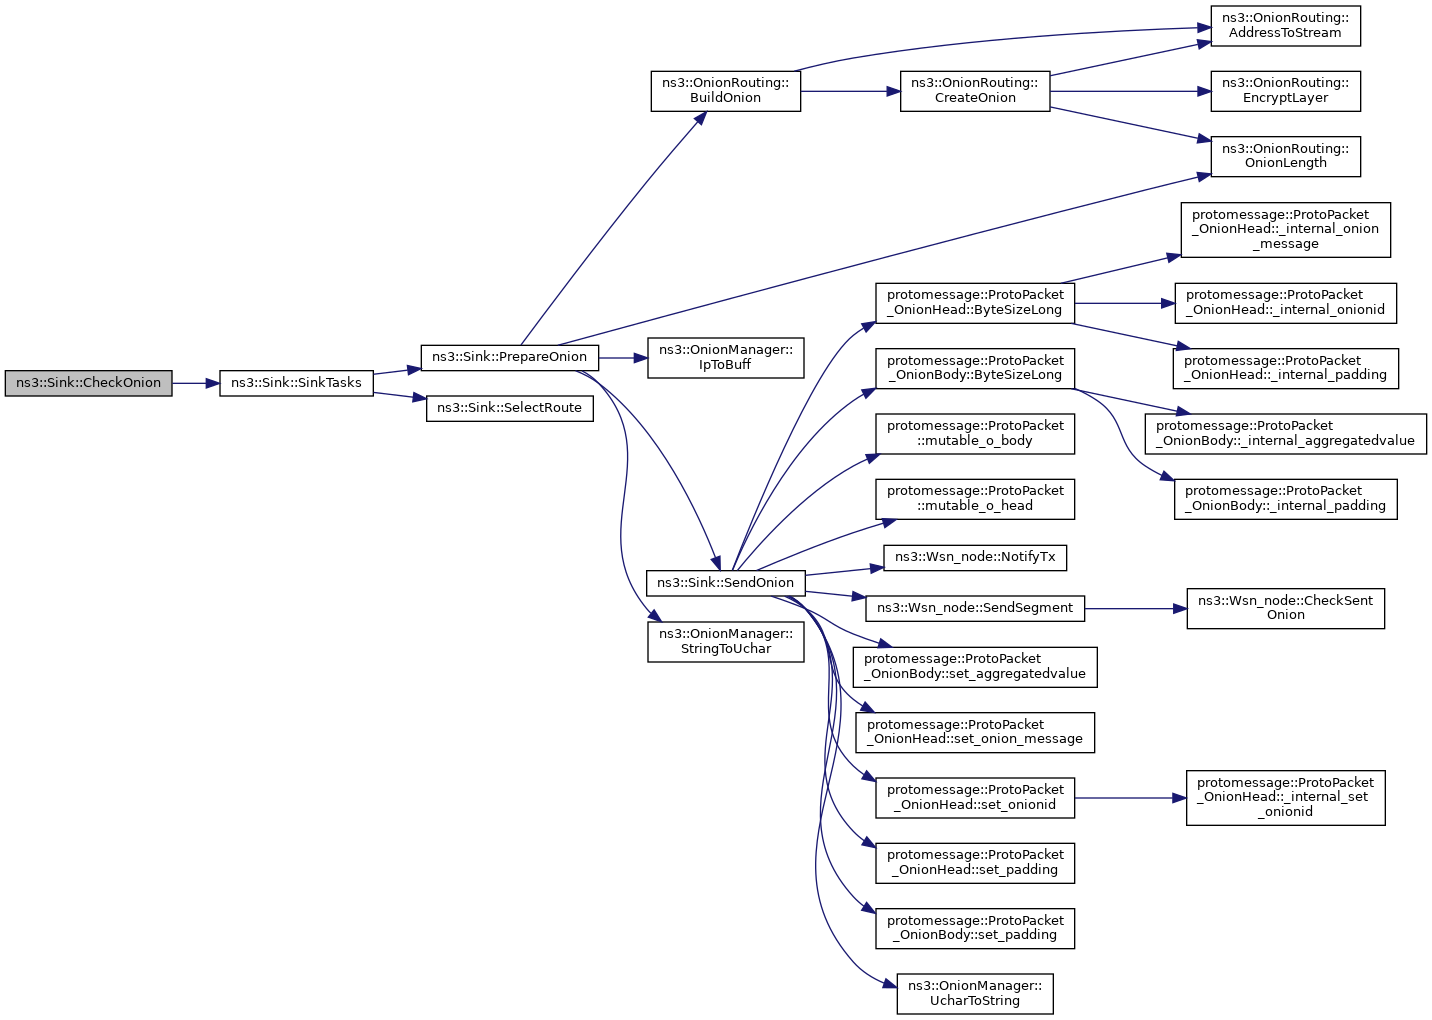 ns3::OnionRouting::
AddressToStream
ns3::OnionRouting::
BuildOnion
ns3::OnionRouting::
CreateOnion
ns3::OnionRouting::
EncryptLayer
ns3::OnionRouting::
OnionLength
protomessage::ProtoPacket
_OnionHead::_internal_onion
_message
protomessage::ProtoPacket
_OnionHead::ByteSizeLong
protomessage::ProtoPacket
_OnionHead::_internal_onionid
ns3::Sink::PrepareOnion
ns3::OnionManager::
IpToBuff
protomessage::ProtoPacket
_OnionBody::ByteSizeLong
protomessage::ProtoPacket
_OnionHead::_internal_padding
ns3::Sink::CheckOnion
ns3::Sink::SinkTasks
ns3::Sink::SelectRoute
protomessage::ProtoPacket
::mutable_o_body
protomessage::ProtoPacket
_OnionBody::_internal_aggregatedvalue
protomessage::ProtoPacket
::mutable_o_head
protomessage::ProtoPacket
_OnionBody::_internal_padding
ns3::Wsn_node::NotifyTx
ns3::Sink::SendOnion
ns3::Wsn_node::SendSegment
ns3::Wsn_node::CheckSent
Onion
ns3::OnionManager::
StringToUchar
protomessage::ProtoPacket
_OnionBody::set_aggregatedvalue
protomessage::ProtoPacket
_OnionHead::set_onion_message
protomessage::ProtoPacket
_OnionHead::set_onionid
protomessage::ProtoPacket
_OnionHead::_internal_set
_onionid
protomessage::ProtoPacket
_OnionHead::set_padding
protomessage::ProtoPacket
_OnionBody::set_padding
ns3::OnionManager::
UcharToString